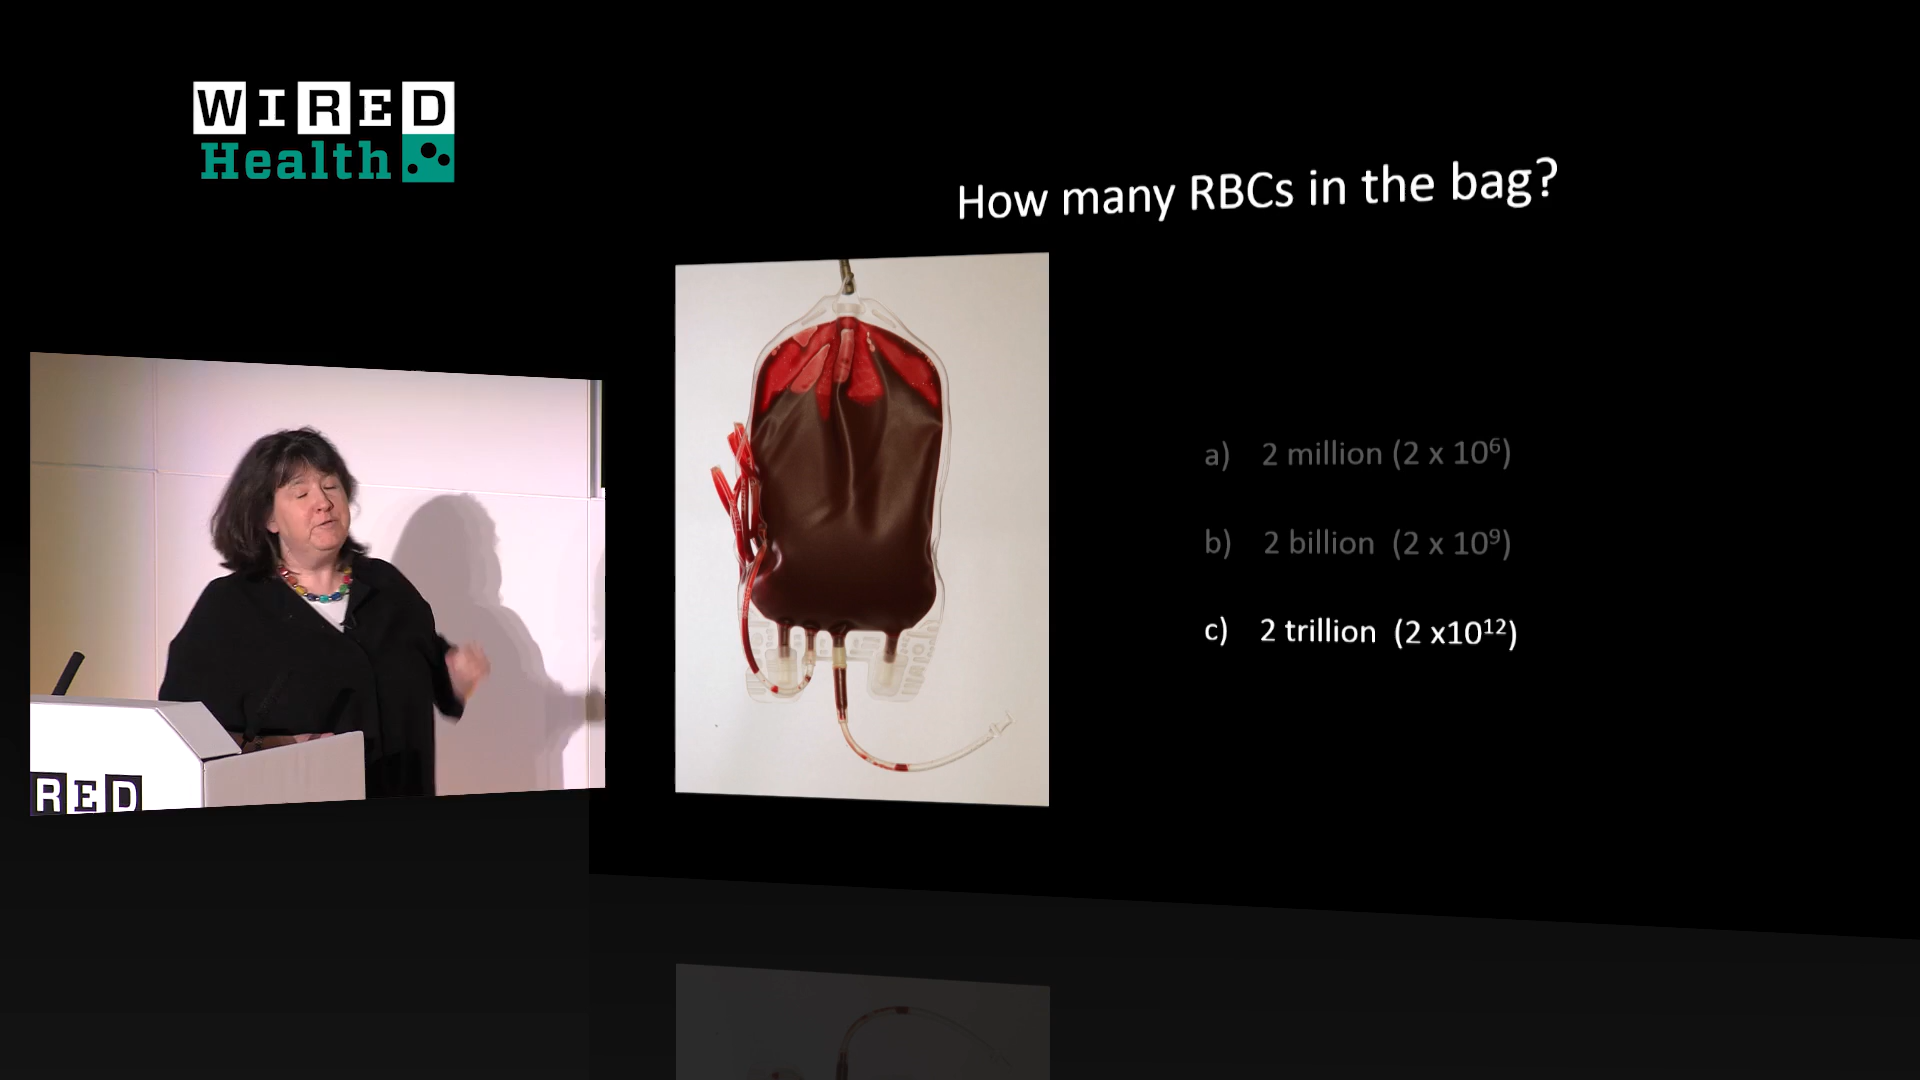 WIRED
Health
How many RBCs in the bag?
a) 2 million (2 x 10⁶)
b) 2 billion (2 x 10⁹)
c) 2 trillion (2 x10¹²)
RED